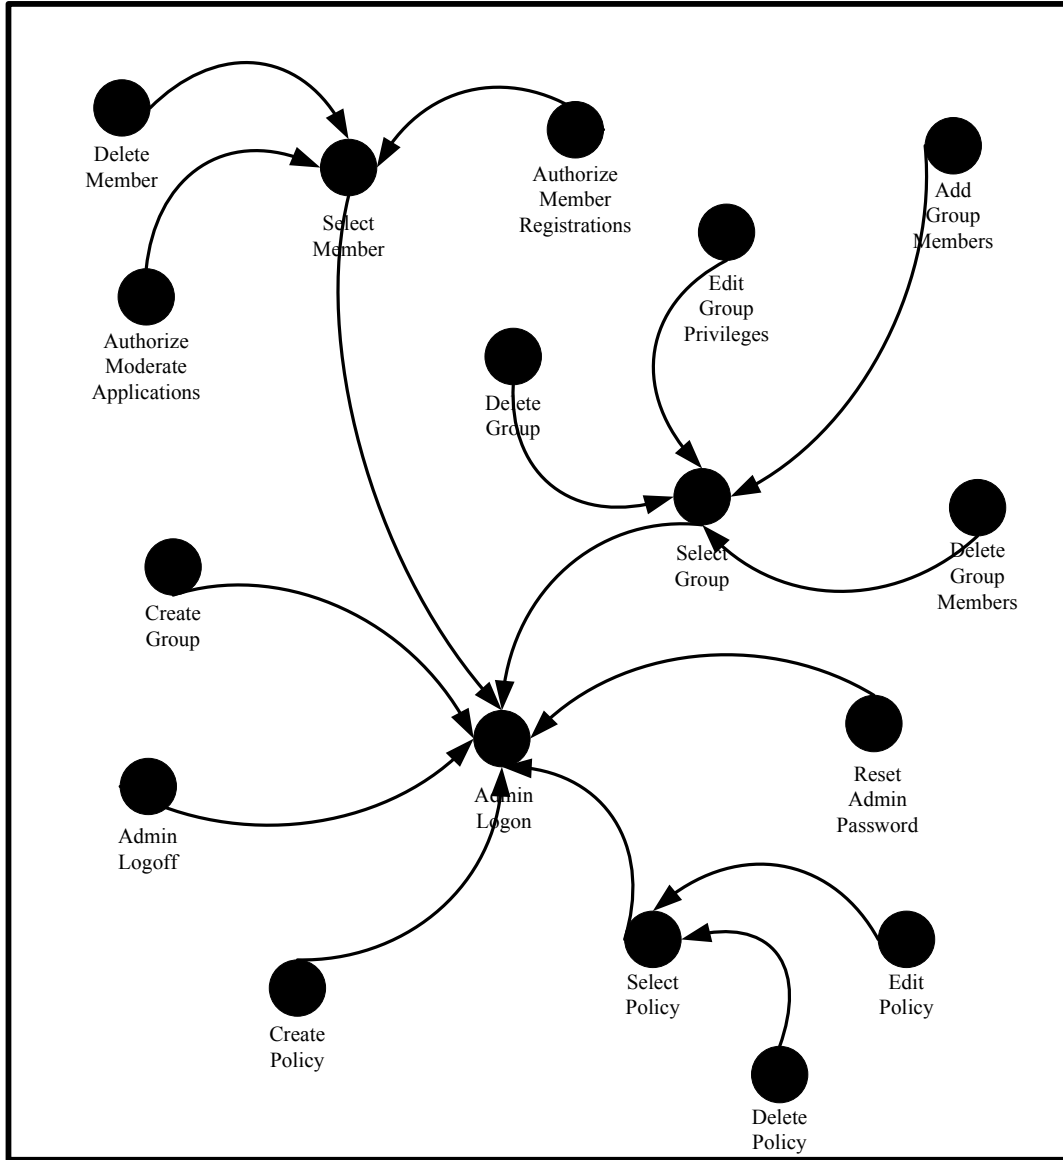 Delete
Member
Select
Member
Authorize
Member
Registrations
Add
Group
Members
Edit
Group
Privileges
Authorize
Moderate
Applications
Delete
Group
Select
Group
Delete
Group
Members
Create
Group
Admin
Logon
Reset
Admin
Password
Admin
Logoff
Select
Policy
Edit
Policy
Create
Policy
Delete
Policy